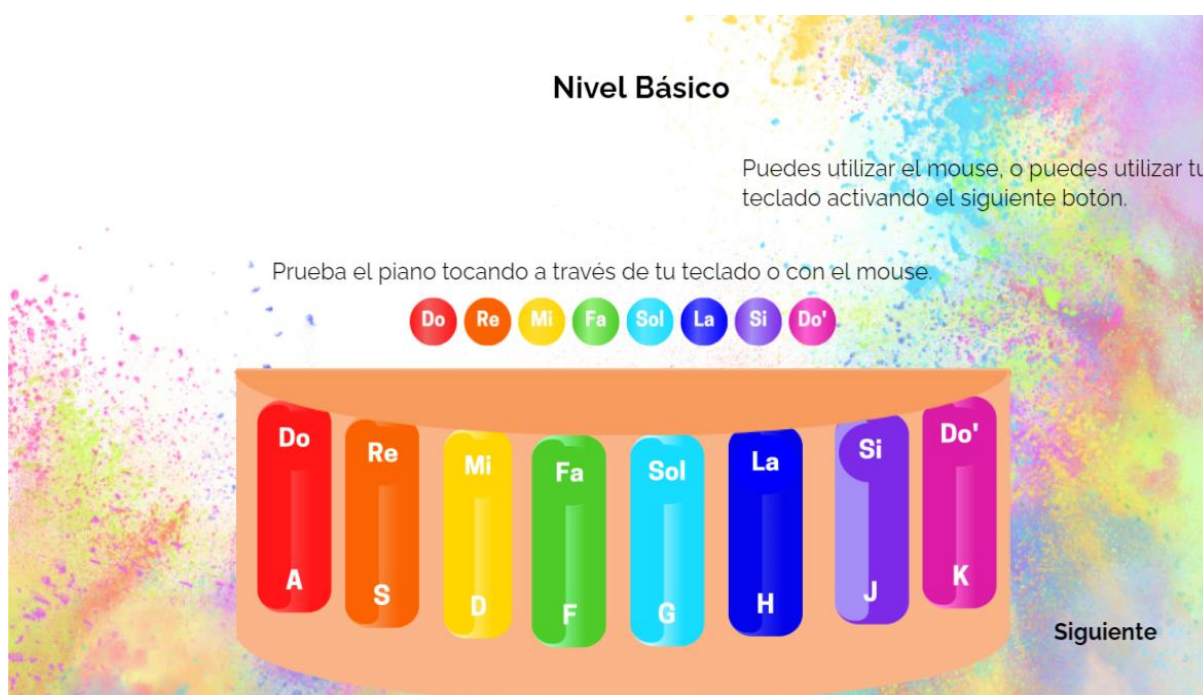 Nivel Básico
Puedes utilizar el mouse, o puedes utilizar tu
teclado activando el siguiente botón.
Prueba el piano tocando a través de tu teclado o con el mouse.
Do Re Mi Fa Sol La Si Do'
Do Re Mi Fa Sol La Si Do'
A S D F G H J K
Siguiente